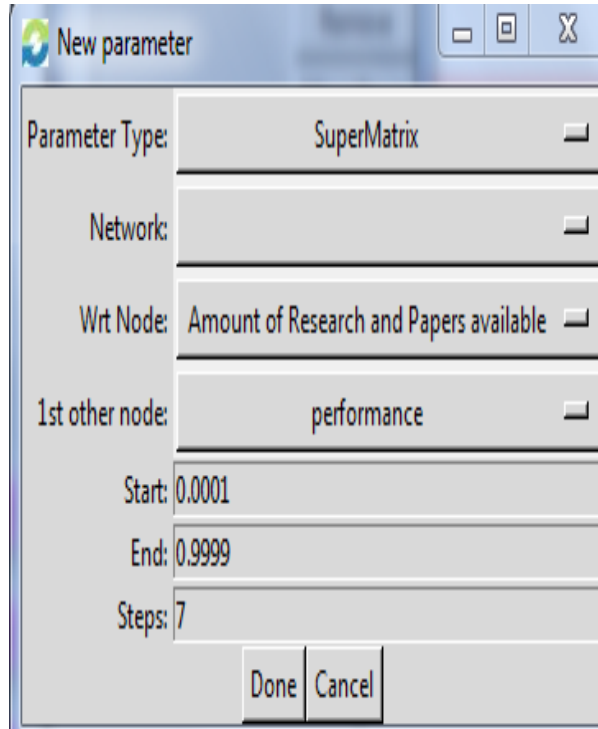 New parameter
Parameter Type: SuperMatrix
Network:
Wrt Node: Amount of Research and Papers available
1st other node: performance
Start: 0.0001
End: 0.9999
Steps: 7
Done Cancel